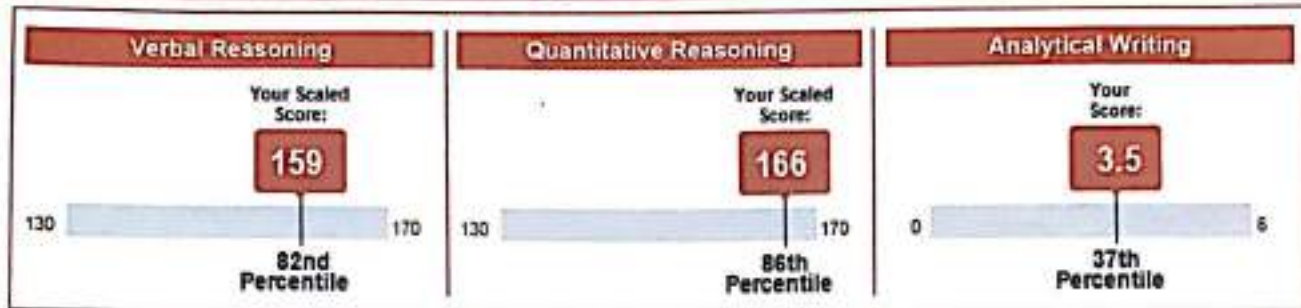 Verbal Reasoning
Your Scaled
Score:
159
130
170
82nd
Percentile
Quantitative Reasoning
Your Scaled
Score:
166
130
170
86th
Percentile
Analytical Writing
Your
Score:
3.5
0
6
37th
Percentile